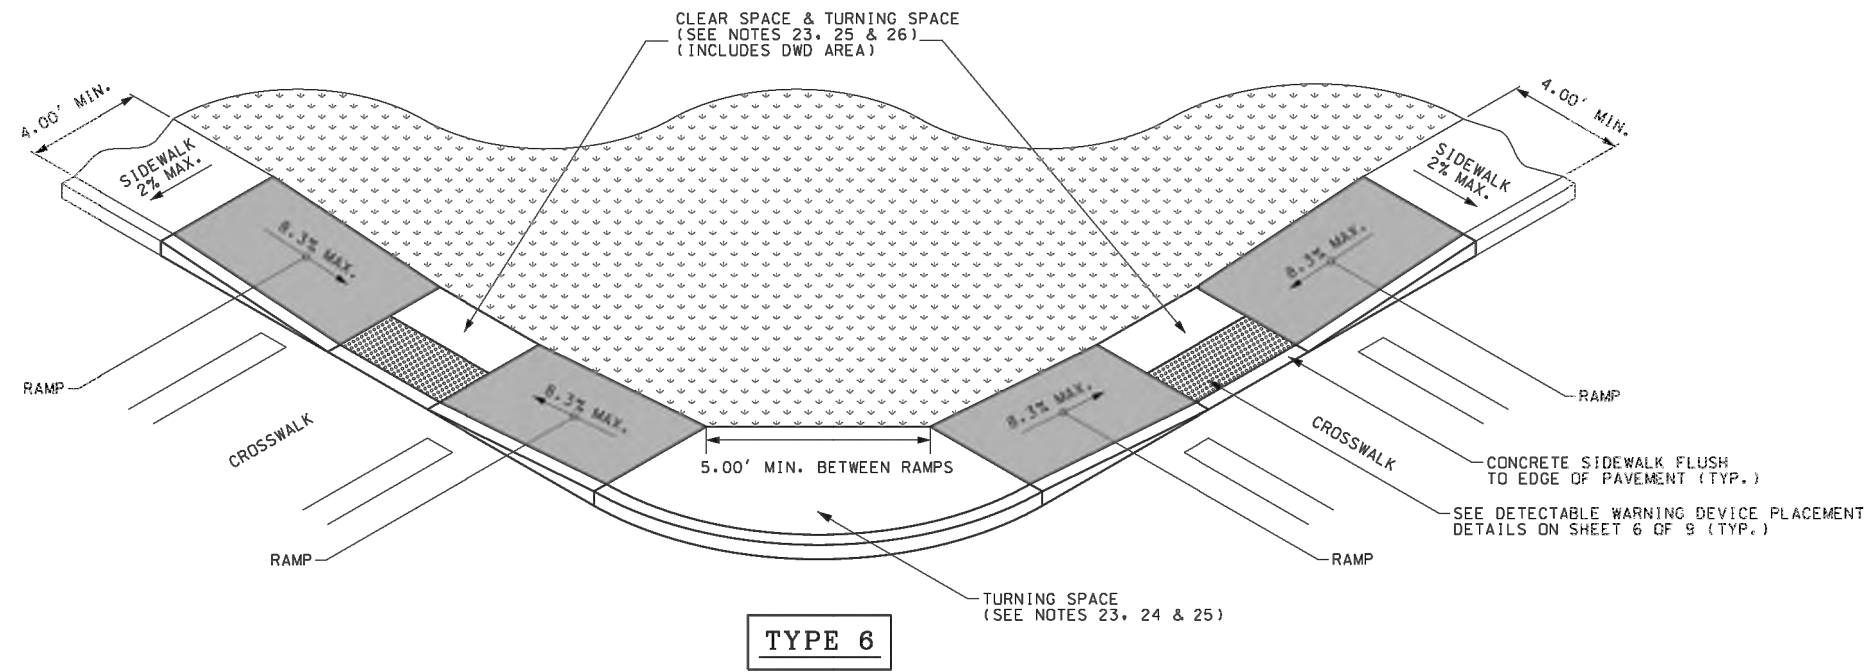 CLEAR SPACE & TURNING SPACE
(SEE NOTES 23, 25 & 26)
(INCLUDES DWD AREA)
4.00' MIN.
4.00' MIN.
SIDEWALK
2% MAX.
SIDEWALK
2% MAX.
8.3% MAX.
8.3% MAX.
RAMP
8.3% MAX.
8.3% MAX.
RAMP
CROSSWALK
CROSSWALK
5.00' MIN. BETWEEN RAMPS
CONCRETE SIDEWALK FLUSH
TO EDGE OF PAVEMENT (TYP.)
SEE DETECTABLE WARNING DEVICE PLACEMENT
DETAILS ON SHEET 6 OF 9 (TYP.)
RAMP
RAMP
TURNING SPACE
(SEE NOTES 23, 24 & 25)
TYPE 6